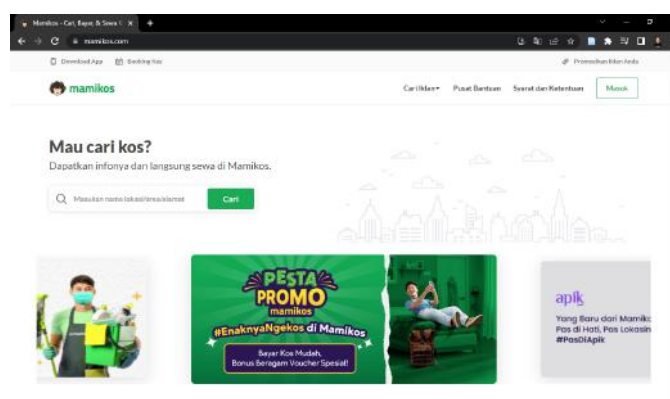 Mamikos - Cari, Bayar, & Sewa
mamikos.com
Download App
Booking Kos
Promosikan Iklan Anda
mamikos
Cari Iklan
Pusat Bantuan
Syarat dan Ketentuan
Masuk
Mau cari kos?
Dapatkan infonya dan langsung sewa di Mamikos.
Masukan nama lokasi/area/alamat
Cari
PESTA
PROMO
mamikos
#EnaknyaNgekos di Mamikos
Bayar Kos Mudah,
Bonus Beragam Voucher Spesial!
apik
Yang Baru dari Mamiko
Pas di Hati, Pas Lokasin
#PasDiApik